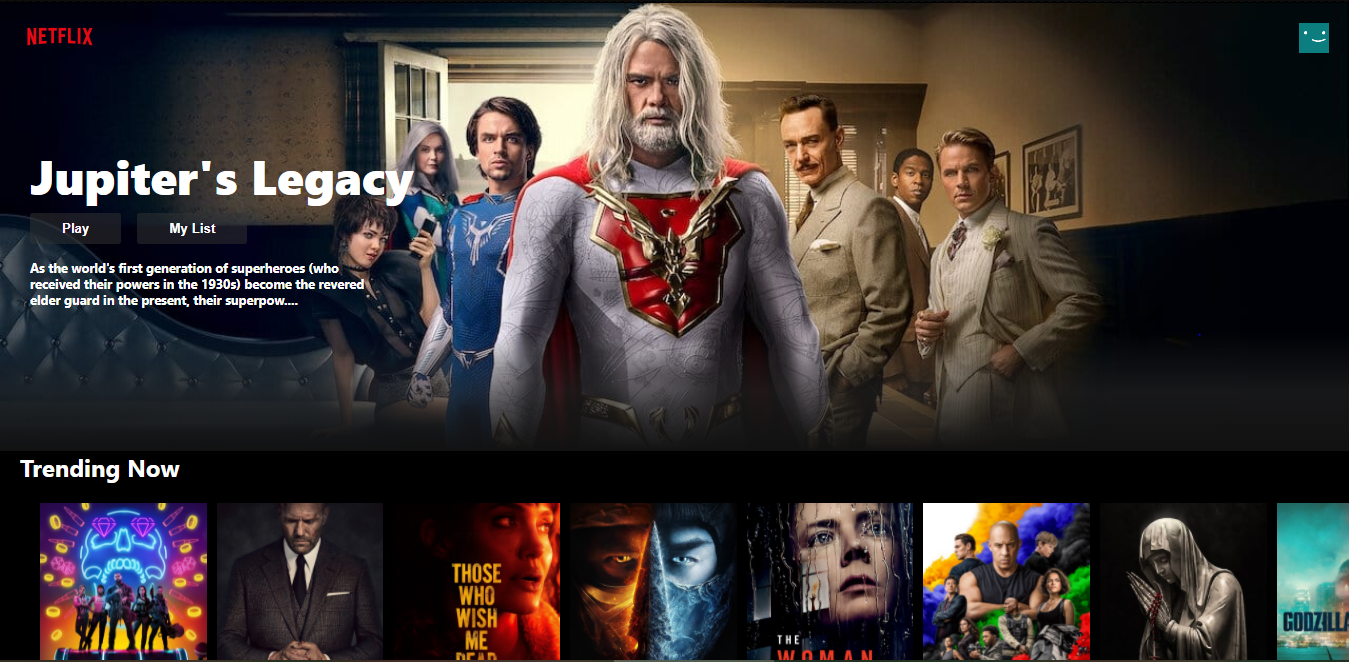 NETFLIX
Jupiter's Legacy
Play
My List
As the world's first generation of superheroes (who
received their powers in the 1930s) become the revered
elder guard in the present, their superpow....
Trending Now
THOSE
WHO
WISH
ME
DEAD
THE
WOMAN
GODZILLA